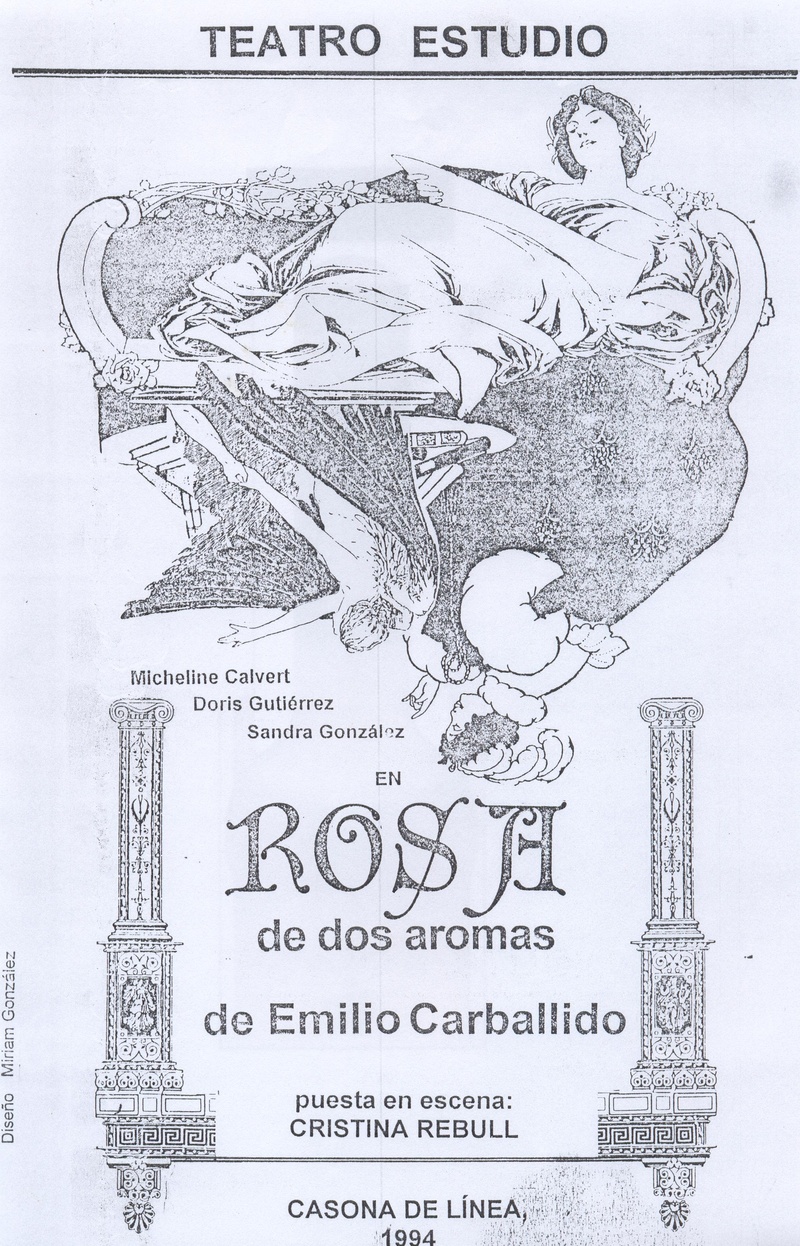 TEATRO ESTUDIO
Micheline Calvert
Doris Gutiérrez
Sandra González
EN
ROSA
de dos aromas
de Emilio Carballido
puesta en escena:
CRISTINA REBULL
CASONA DE LÍNEA,
1994
Diseño Miriam González